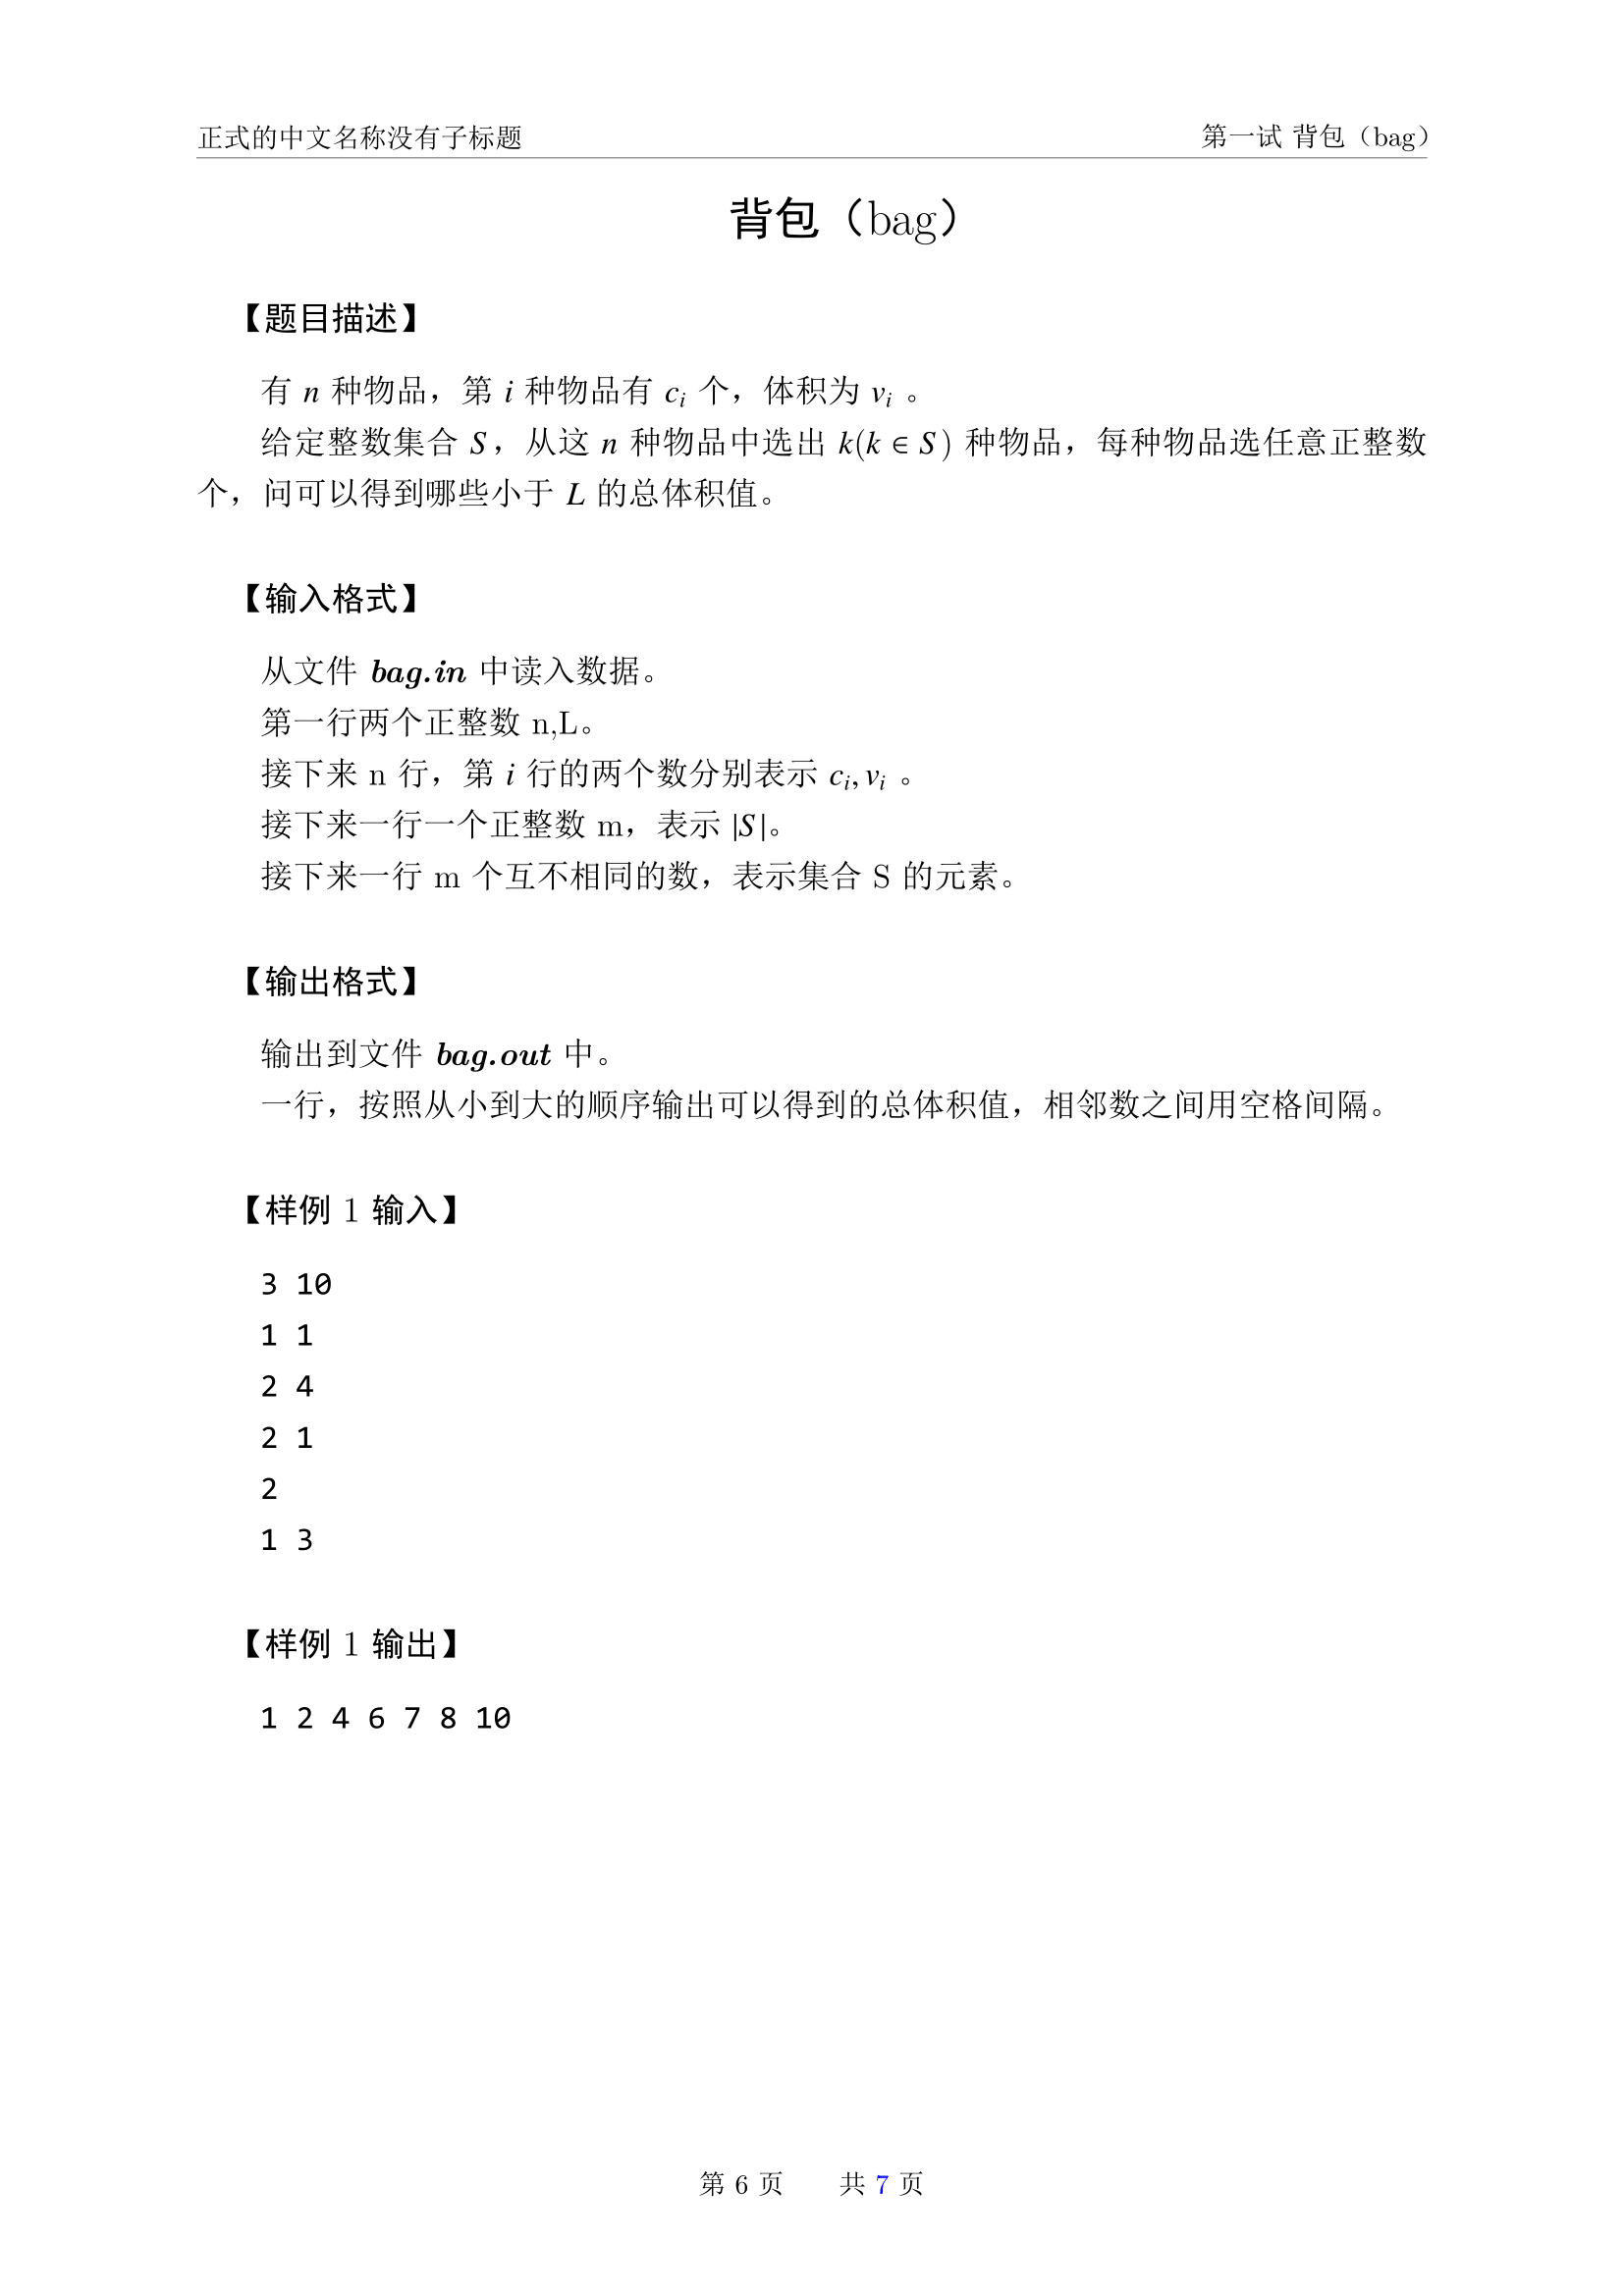 正式的中文名称没有子标题 第一试 背包（bag）
背包（bag）
【题目描述】
有 n 种物品，第 i 种物品有 c_i 个，体积为 v_i 。
给定整数集合 S，从这 n 种物品中选出 k(k ∈ S) 种物品，每种物品选任意正整数
个，问可以得到哪些小于 L 的总体积值。
【输入格式】
从文件 bag.in 中读入数据。
第一行两个正整数 n,L。
接下来 n 行，第 i 行的两个数分别表示 c_i, v_i 。
接下来一行一个正整数 m，表示 |S|。
接下来一行 m 个互不相同的数，表示集合 S 的元素。
【输出格式】
输出到文件 bag.out 中。
一行，按照从小到大的顺序输出可以得到的总体积值，相邻数之间用空格间隔。
【样例 1 输入】
3 10
1 1
2 4
2 1
2
1 3
【样例 1 输出】
1 2 4 6 7 8 10
第 6 页 共 7 页